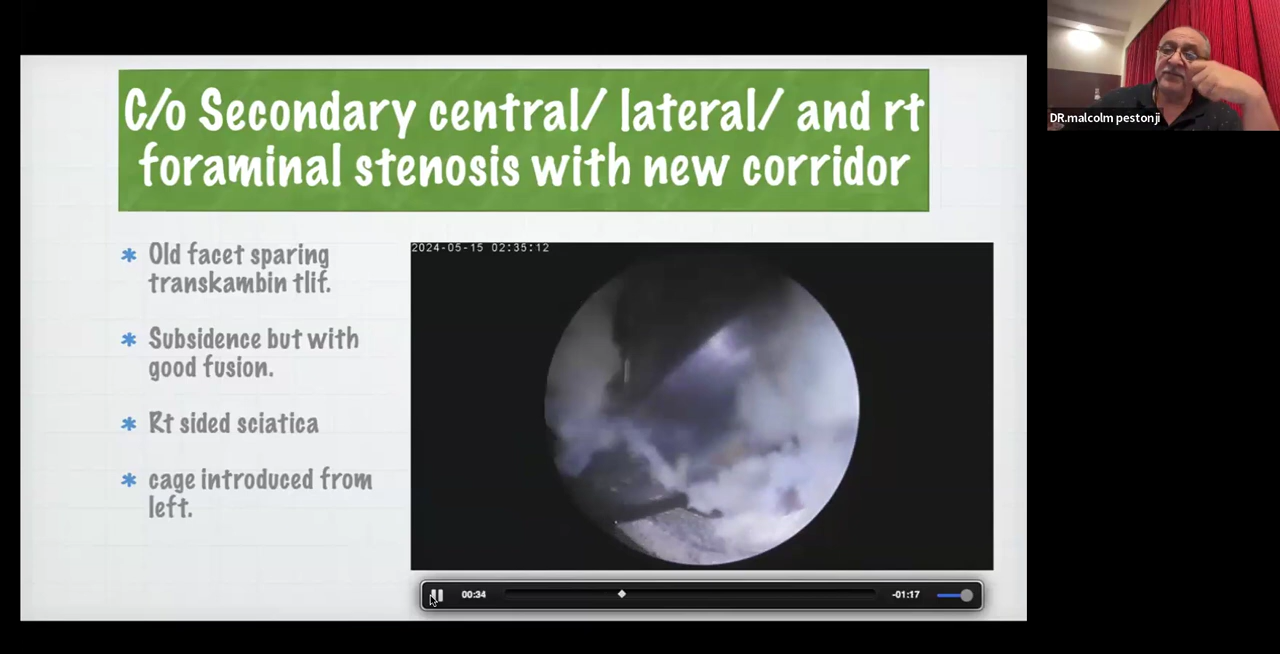 C/o Secondary central/ lateral/ and rt
foraminal stenosis with new corridor
Old facet sparing
transkambin tlif.
Subsidence but with
good fusion.
Rt sided sciatica
cage introduced from
left.
2024-05-15 02:35:12
00:34
-01:17
DR.malcolm pestonji